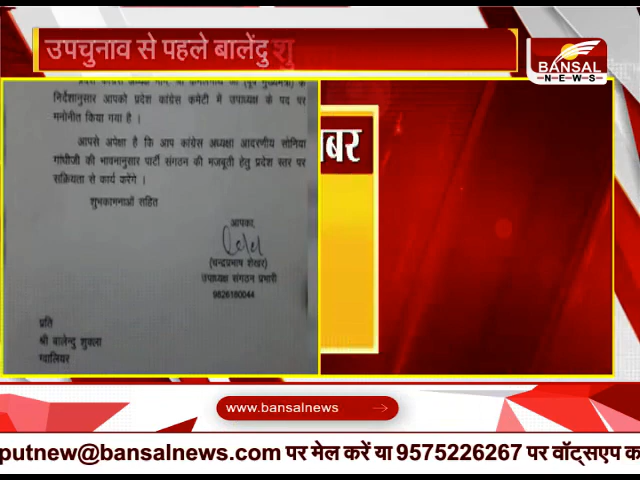 उपचुनाव से पहले बालेंदु शु
BANSAL
NEWS
निर्देशानुसार आपको प्रदेश कांग्रेस कमेटी में उपाध्यक्ष के पद पर
मनोनीत किया गया है ।
आपसे अपेक्षा है कि आप कांग्रेस अध्यक्षा आदरणीय सोनिया
गांधीजी की भावनानुसार पार्टी संगठन की मजबूती हेतु प्रदेश स्तर पर
सक्रियता से कार्य करेंगे ।
शुभकामनाओं सहित
आपका,
(चन्द्रप्रभाष शेखर)
उपाध्यक्ष संगठन प्रभारी
9826180044
प्रति
श्री बालेन्दु शुक्ला
ग्वालियर
बर
www.bansalnews
putnew@bansalnews.com पर मेल करें या 9575226267 पर वॉट्सएप क